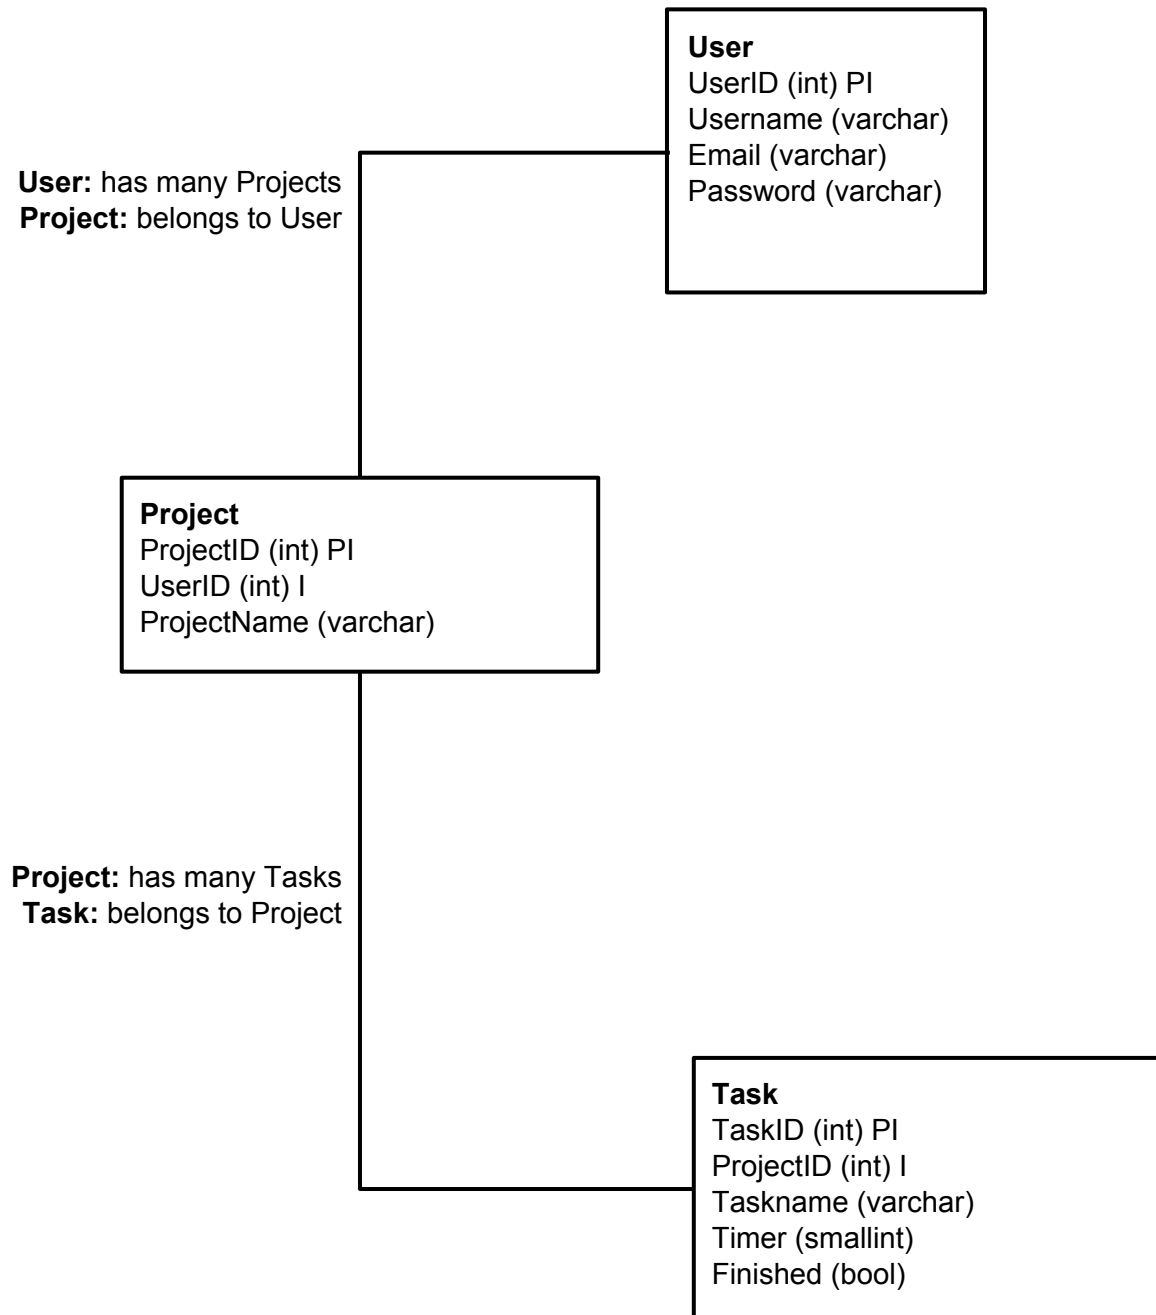 User
UserID (int) PI
Username (varchar)
Email (varchar)
Password (varchar)
User: has many Projects
Project: belongs to User
Project
ProjectID (int) PI
UserID (int) I
ProjectName (varchar)
Project: has many Tasks
Task: belongs to Project
Task
TaskID (int) PI
ProjectID (int) I
Taskname (varchar)
Timer (smallint)
Finished (bool)